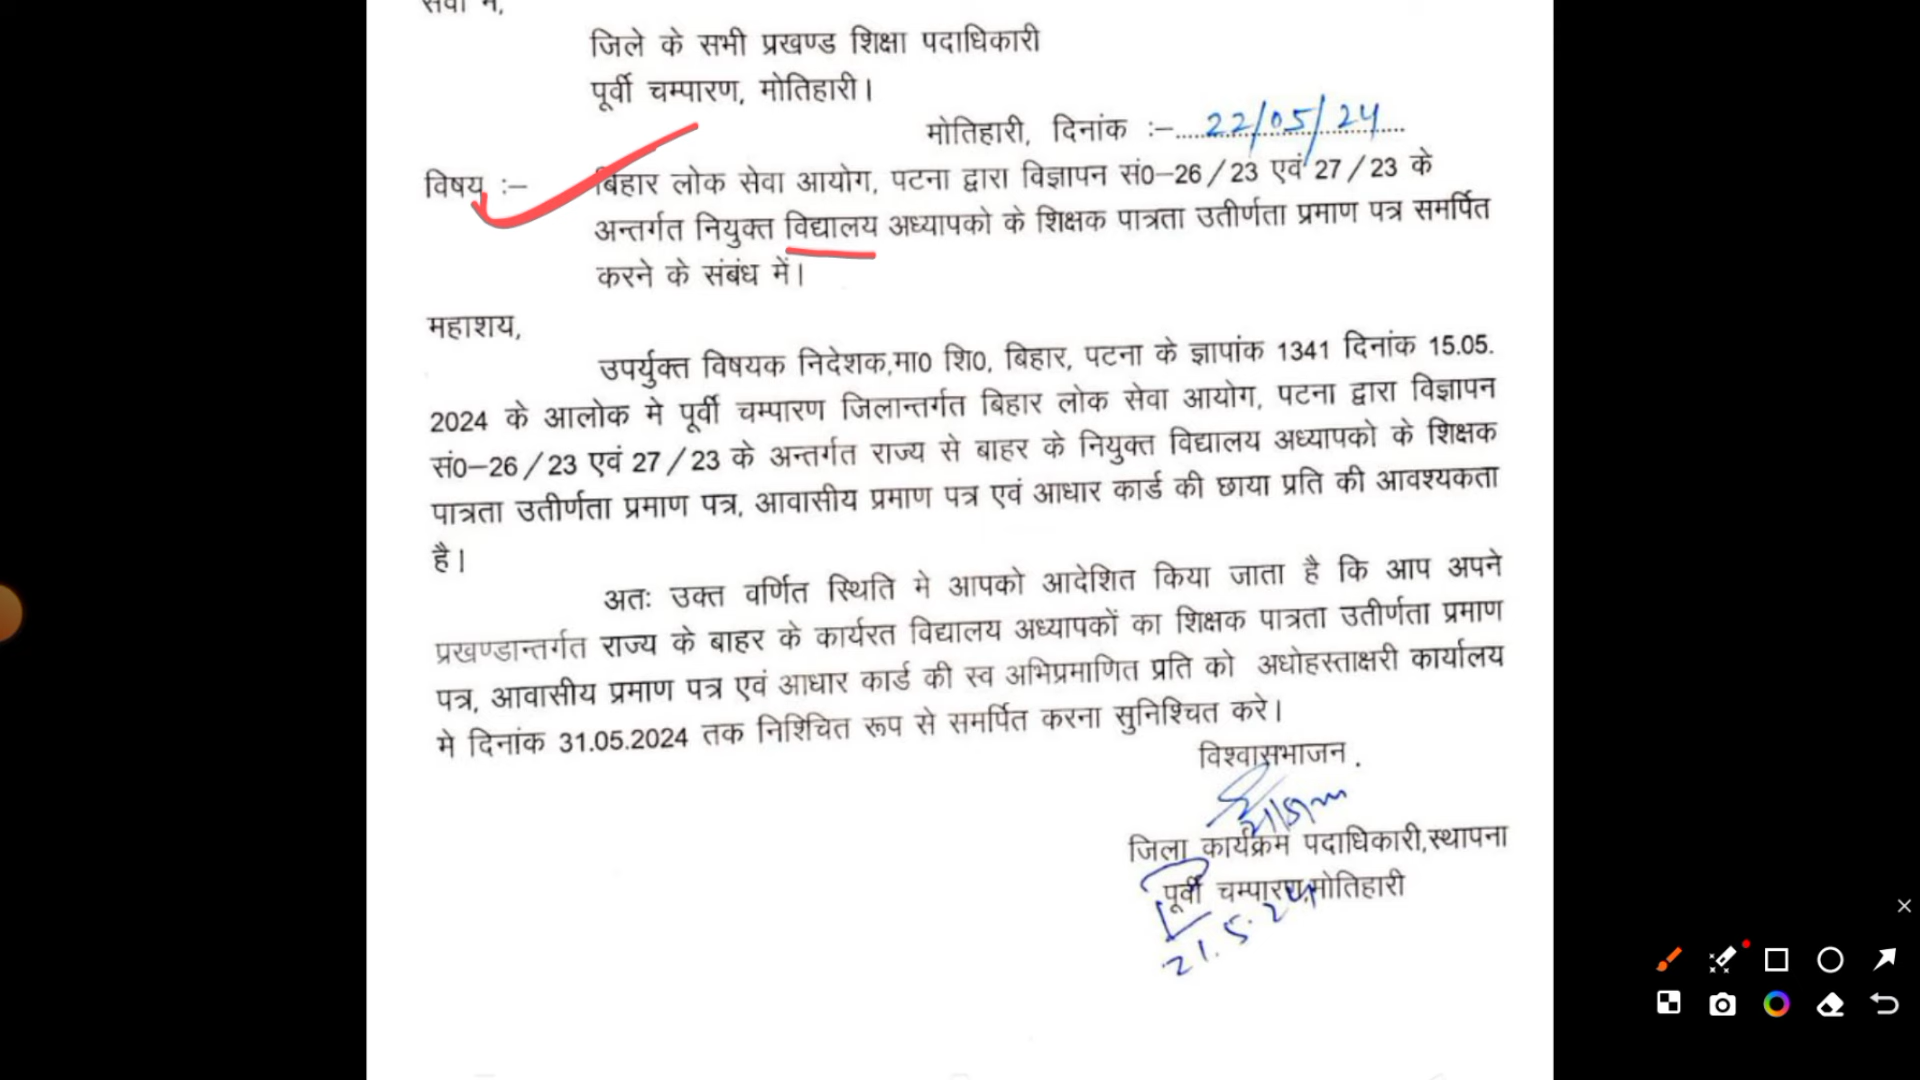 सेवा में,
जिले के सभी प्रखण्ड शिक्षा पदाधिकारी
पूर्वी चम्पारण, मोतिहारी।
मोतिहारी, दिनांक :–....22/05/24....
विषय :– बिहार लोक सेवा आयोग, पटना द्वारा विज्ञापन सं0–26/23 एवं 27/23 के
अन्तर्गत नियुक्त विद्यालय अध्यापको के शिक्षक पात्रता उतीर्णता प्रमाण पत्र समर्पित
करने के संबंध में।
महाशय,
उपर्युक्त विषयक निदेशक,मा0 शि0, बिहार, पटना के ज्ञापांक 1341 दिनांक 15.05.
2024 के आलोक मे पूर्वी चम्पारण जिलान्तर्गत बिहार लोक सेवा आयोग, पटना द्वारा विज्ञापन
सं0–26/23 एवं 27/23 के अन्तर्गत राज्य से बाहर के नियुक्त विद्यालय अध्यापको के शिक्षक
पात्रता उतीर्णता प्रमाण पत्र, आवासीय प्रमाण पत्र एवं आधार कार्ड की छाया प्रति की आवश्यकता
है।
अतः उक्त वर्णित स्थिति मे आपको आदेशित किया जाता है कि आप अपने
प्रखण्डान्तर्गत राज्य के बाहर के कार्यरत विद्यालय अध्यापकों का शिक्षक पात्रता उतीर्णता प्रमाण
पत्र, आवासीय प्रमाण पत्र एवं आधार कार्ड की स्व अभिप्रमाणित प्रति को अधोहस्ताक्षरी कार्यालय
मे दिनांक 31.05.2024 तक निश्चित रूप से समर्पित करना सुनिश्चित करे।
विश्वासभाजन.
जिला कार्यक्रम पदाधिकारी,स्थापना
पूर्वी चम्पारण,मोतिहारी
21.5.24